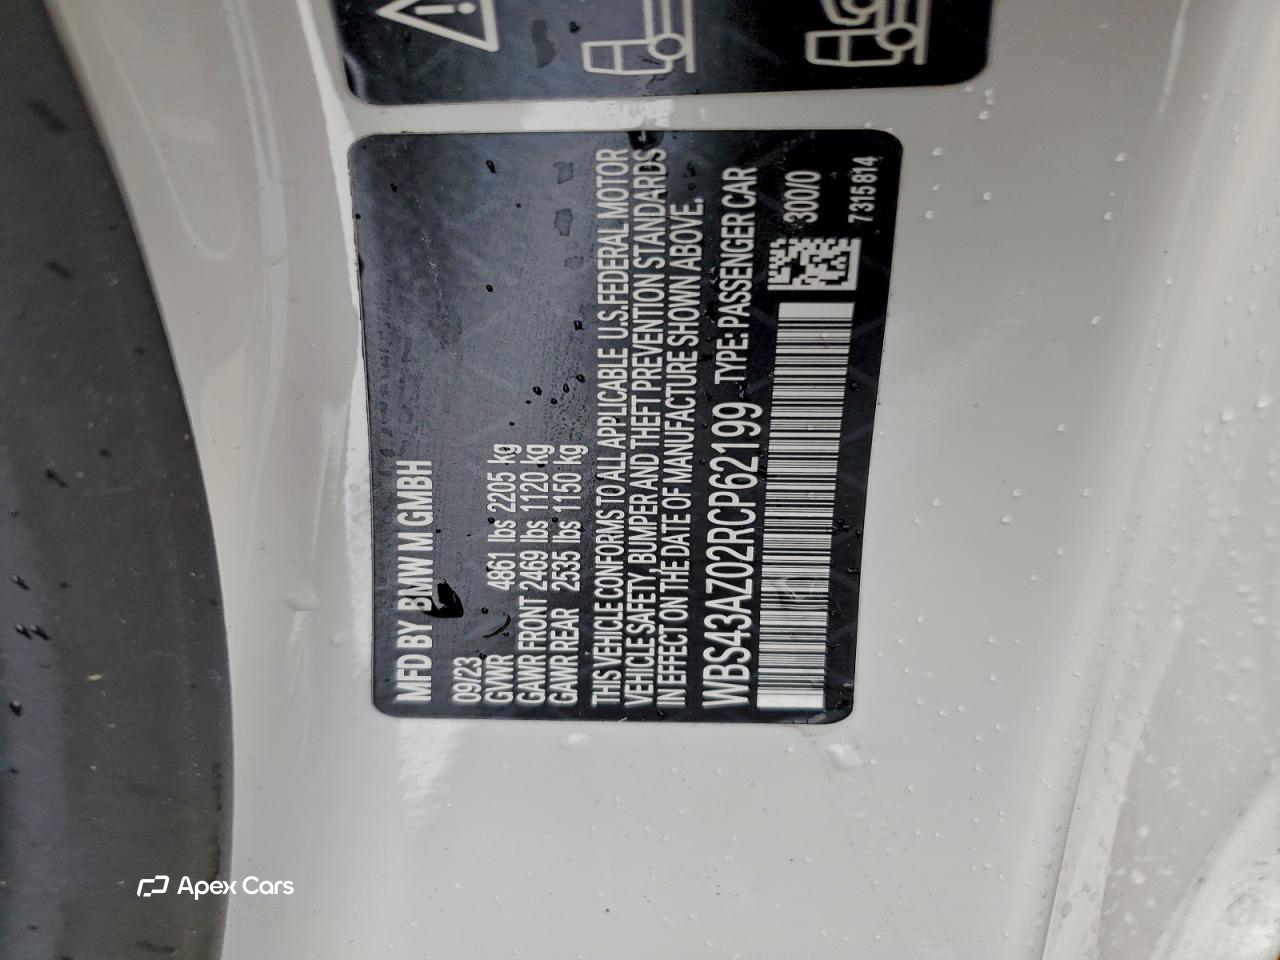 MFD BY BMW M GMBH
09/23
GVWR 4861 lbs 2205 kg
GAWR FRONT 2469 lbs 1120 kg
GAWR REAR 2535 lbs 1150 kg
THIS VEHICLE CONFORMS TO ALL APPLICABLE U.S.FEDERAL MOTOR
VEHICLE SAFETY, BUMPER AND THEFT PREVENTION STANDARDS
IN EFFECT ON THE DATE OF MANUFACTURE SHOWN ABOVE.
WBS43AZ02RCP62199 TYPE: PASSENGER CAR
300/0
7315814
Apex Cars